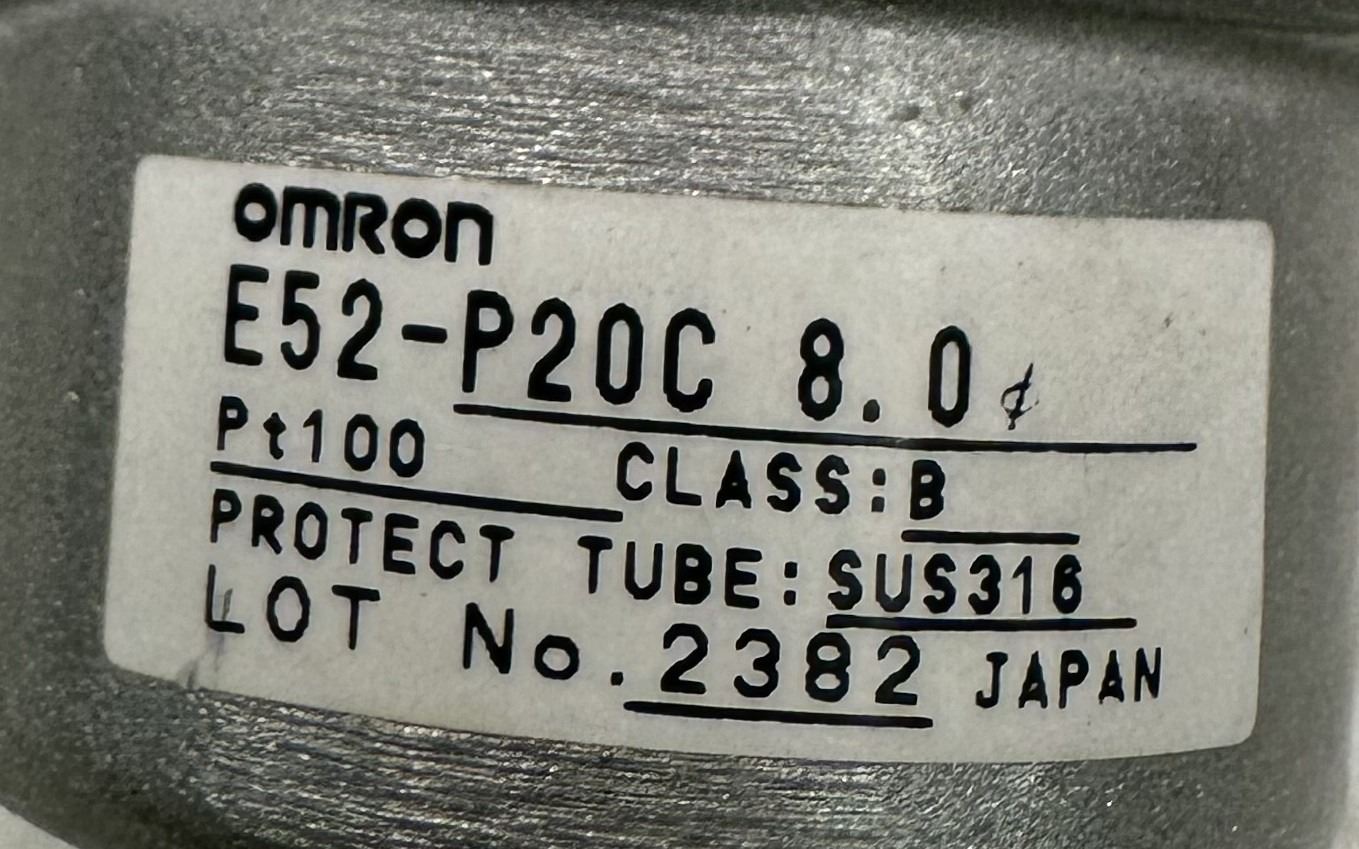 omron
E52-P20C 8.0φ
Pt100 CLASS:B
PROTECT TUBE:SUS316
LOT No.2382 JAPAN